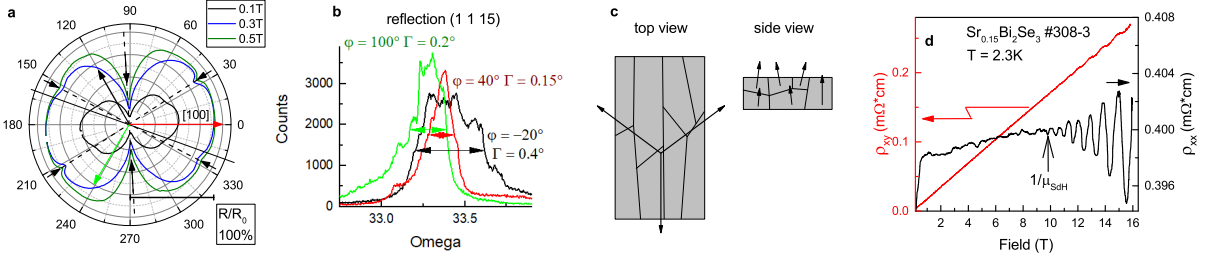 a
90
60
30
0
330
300
270
240
210
180
150
120
0.1T
0.3T
0.5T
[100]
R/R0
100%
b
reflection (1 1 15)
φ = 100° Γ = 0.2°
φ = 40° Γ = 0.15°
φ = −20°
Γ = 0.4°
Counts
3000
2000
1000
0
33.0
33.5
Omega
c
top view
side view
d
Sr0.15Bi2Se3 #308-3
T = 2.3K
ρxy (mΩ*cm)
0.2
0.1
0.0
1/μSdH
2
4
6
8
10
12
14
16
Field (T)
0.408
0.404
0.400
0.396
ρxx (mΩ*cm)